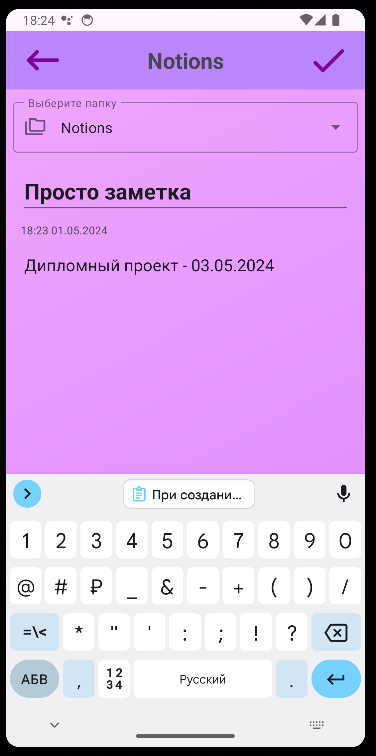 18:24
Notions
Выберите папку
Notions
Просто заметка
18:23 01.05.2024
Дипломный проект - 03.05.2024
При создани...
1 2 3 4 5 6 7 8 9 0
@ # ₽ _ & - + ( ) /
=\< * " ' : ; ! ?
АБВ , 12 34 Русский .